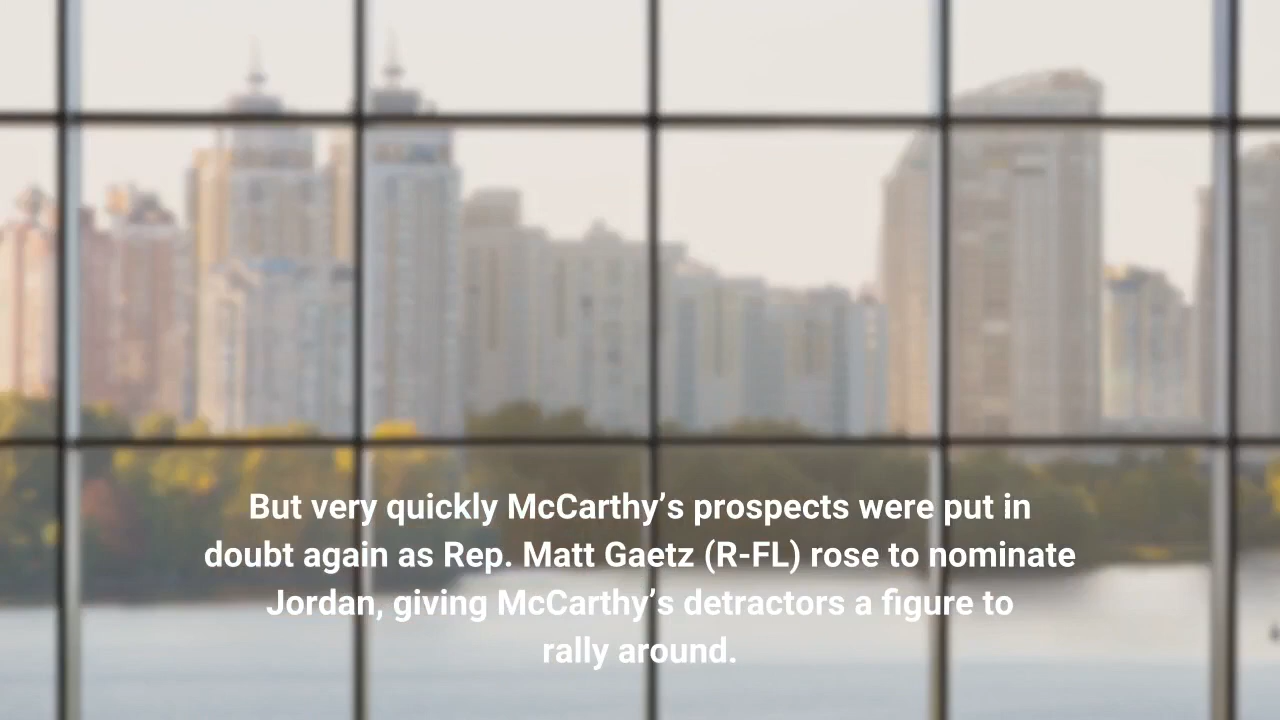 But very quickly McCarthy’s prospects were put in
doubt again as Rep. Matt Gaetz (R-FL) rose to nominate
Jordan, giving McCarthy’s detractors a figure to
rally around.